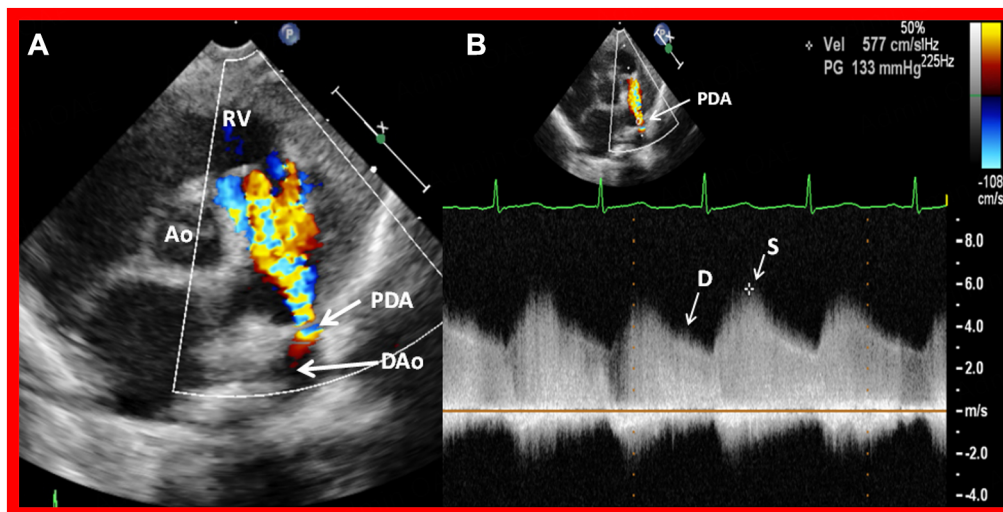 A
P
RV
Ao
PDA
DAo
B
P
PDA
50%
Vel 577 cm/s
PG 133 mmHg
225Hz
-108
cm/s
8.0
S
6.0
D
4.0
2.0
m/s
-2.0
-4.0